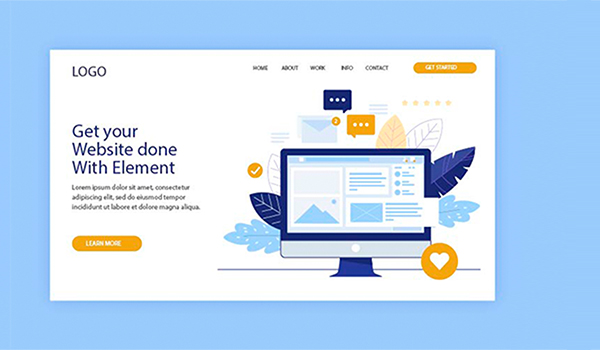 LOGO
HOME ABOUT WORK INFO CONTACT GET STARTED
2
Get your
Website done
With Element
Lorem ipsum dolor sit amet, consectetur
adipiscing elit, sed do eiusmod tempor
incididunt ut labore et dolore magna aliqua.
LEARN MORE